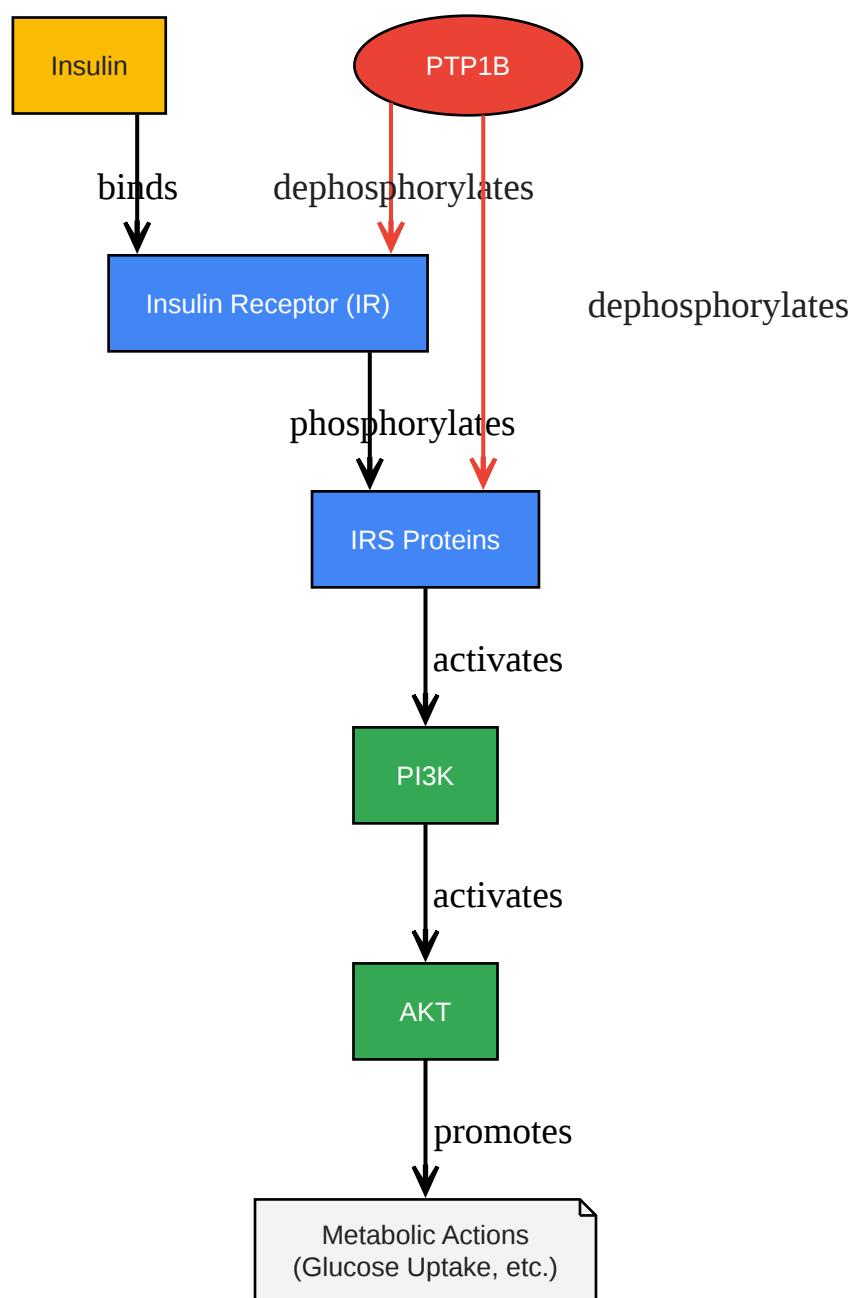 Insulin
PTP1B
binds
dephosphorylates
Insulin Receptor (IR)
dephosphorylates
phosphorylates
IRS Proteins
activates
PI3K
activates
AKT
promotes
Metabolic Actions
(Glucose Uptake, etc.)